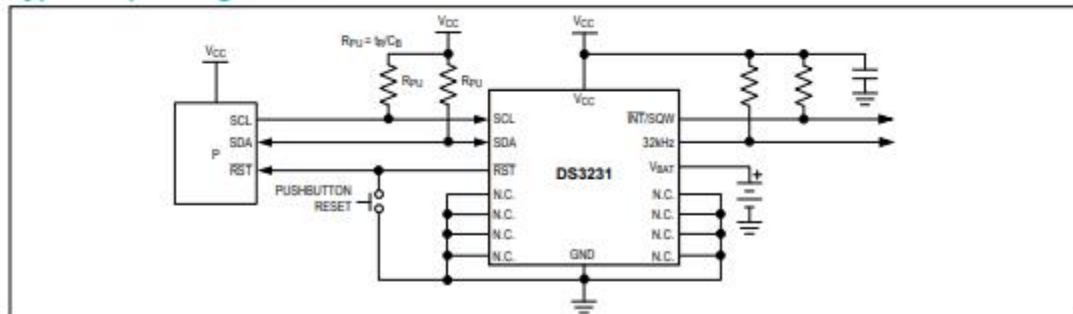 VCC
VCC
RPU = tR/CB
VCC
RPU
RPU
VCC
SCL
SCL
INT/SQW
SDA
SDA
32kHz
P
RST
RST
DS3231
VBAT
+
PUSHBUTTON
RESET
N.C.
N.C.
N.C.
N.C.
N.C.
N.C.
N.C.
N.C.
GND